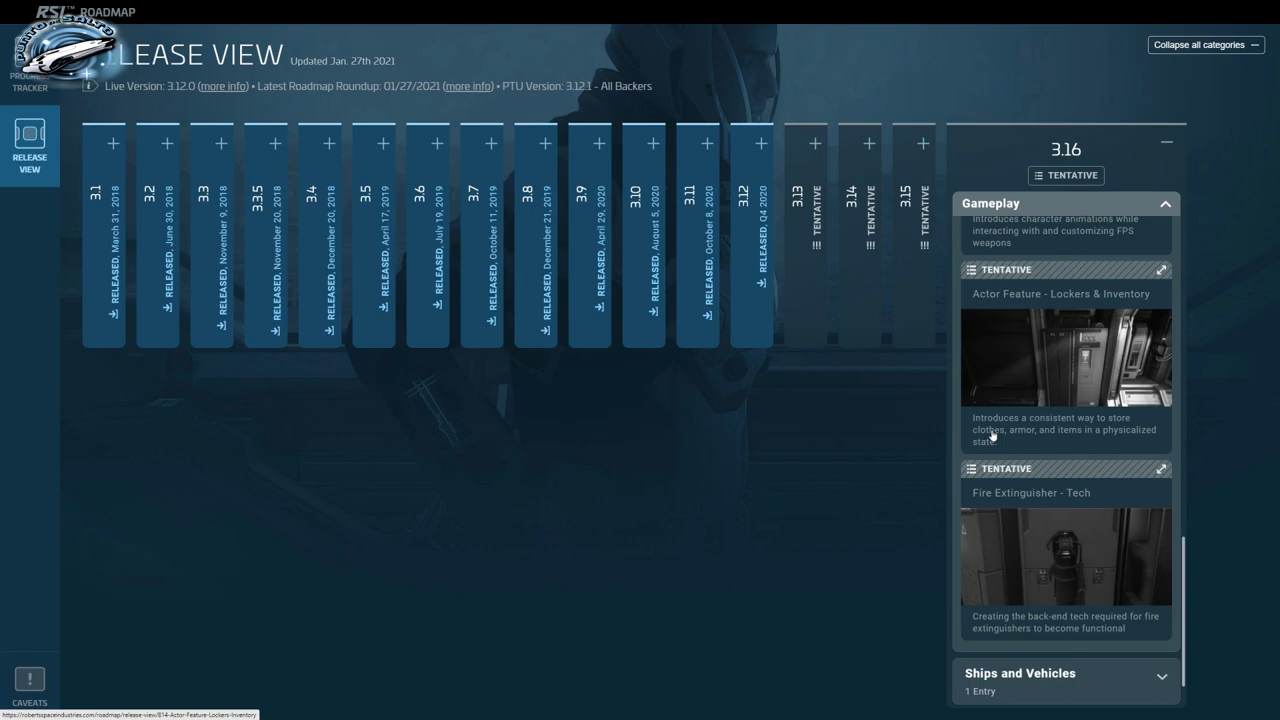 RSI™ ROADMAP
PUNTO DE SALTO
LEASE VIEW Updated Jan. 27th 2021
Collapse all categories
Live Version: 3.12.0 (more info) • Latest Roadmap Roundup: 01/27/2021 (more info) • PTU Version: 3.12.1 - All Backers
PROGRESS
TRACKER
RELEASE
VIEW
3.1
RELEASED, March 31, 2018
3.2
RELEASED, June 30, 2018
3.3
RELEASED, November 9, 2018
3.3.5
RELEASED, November 20, 2018
3.4
RELEASED, December 20, 2018
3.5
RELEASED, April 17, 2019
3.6
RELEASED, July 19, 2019
3.7
RELEASED, October 11, 2019
3.8
RELEASED, December 21, 2019
3.9
RELEASED, April 29, 2020
3.10
RELEASED, August 5, 2020
3.11
RELEASED, October 8, 2020
3.12
RELEASED, Q4 2020
3.13
TENTATIVE
3.14
TENTATIVE
3.15
TENTATIVE
3.16
TENTATIVE
Gameplay
Introduces character animations while
interacting with and customizing FPS
weapons
TENTATIVE
Actor Feature - Lockers & Inventory
Introduces a consistent way to store
clothes, armor, and items in a physicalized
state.
TENTATIVE
Fire Extinguisher - Tech
Creating the back-end tech required for fire
extinguishers to become functional
Ships and Vehicles
1 Entry
CAVEATS
https://robertsspaceindustries.com/roadmap/release-view/814-Actor-Feature-Lockers-Inventory